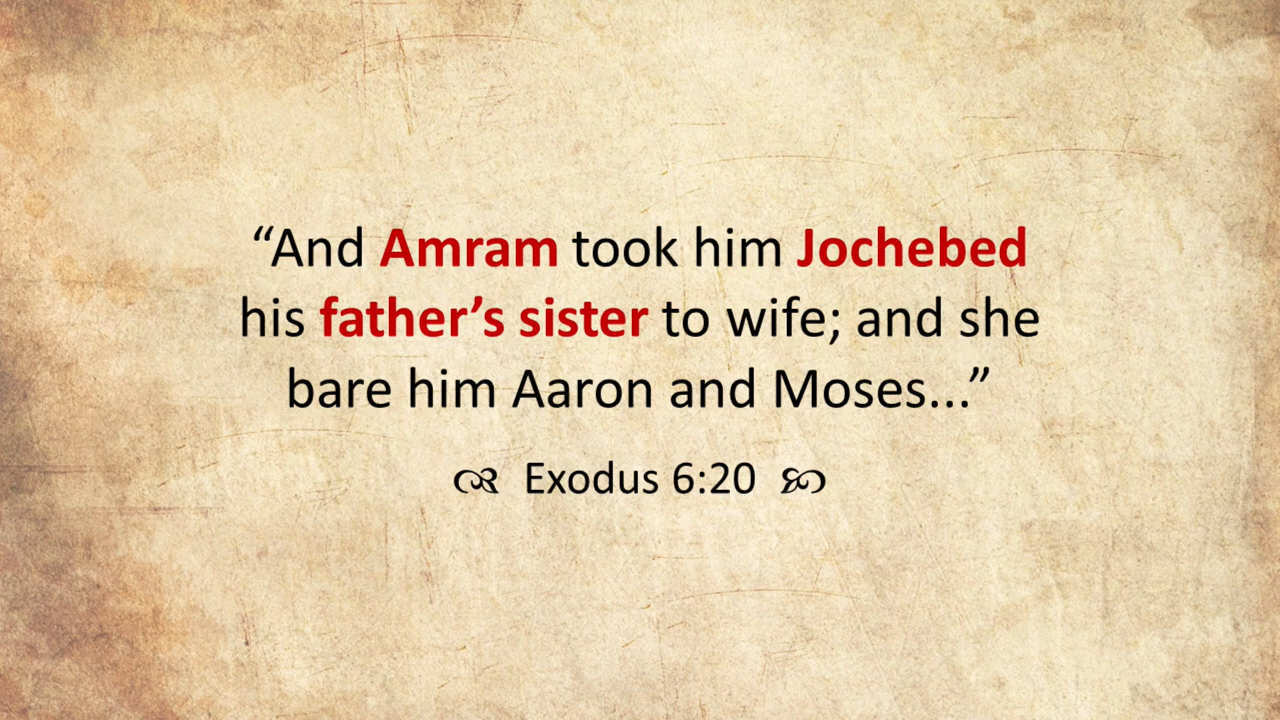 “And Amram took him Jochebed
his father’s sister to wife; and she
bare him Aaron and Moses...”
Exodus 6:20